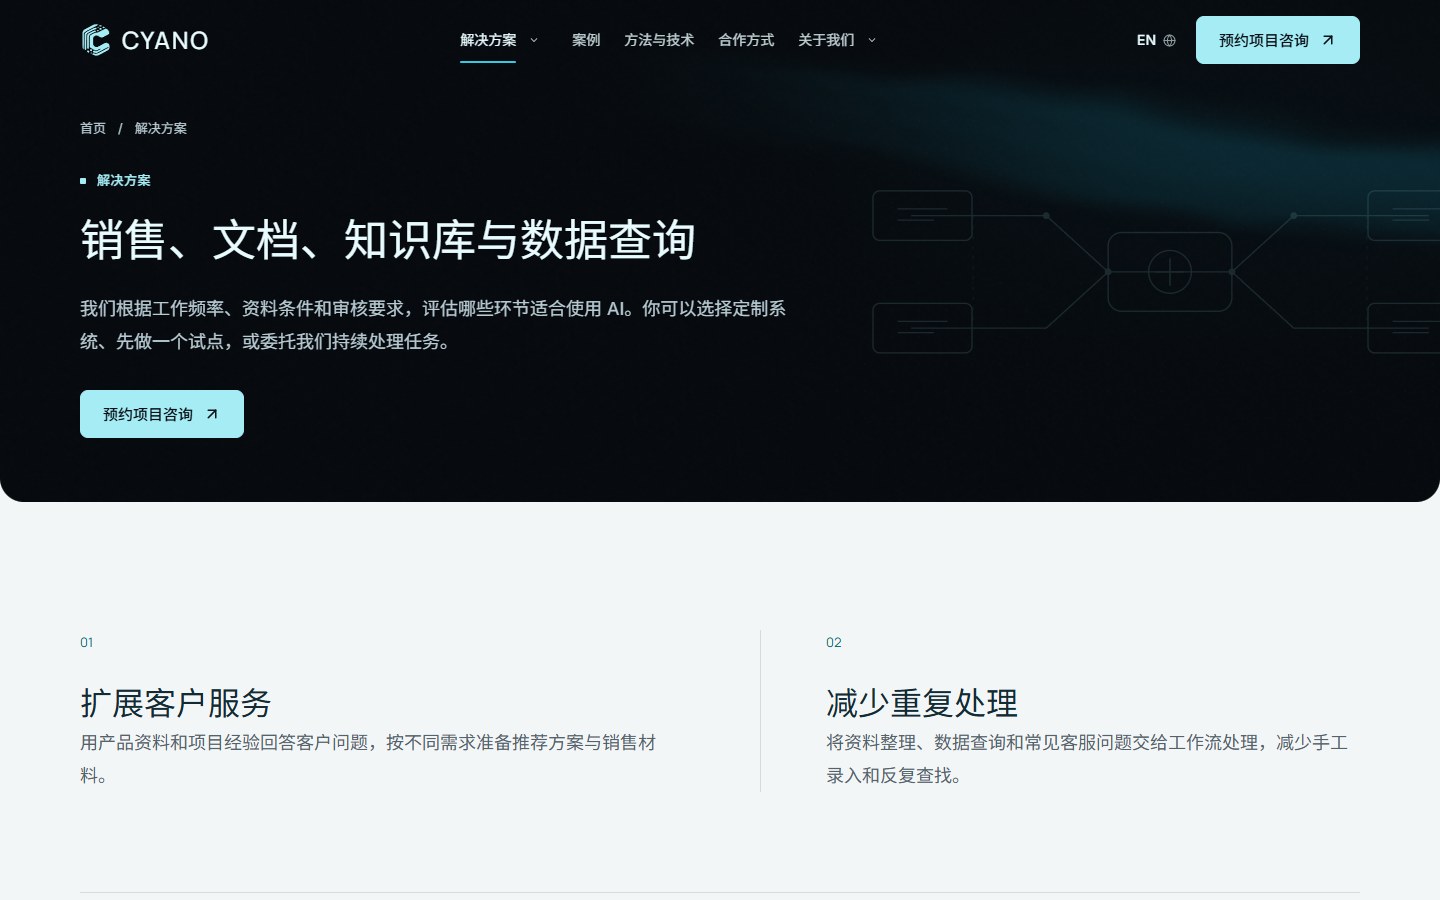 CYANO
解决方案
案例
方法与技术
合作方式
关于我们
EN
预约项目咨询
首页 / 解决方案
解决方案
销售、文档、知识库与数据查询
我们根据工作频率、资料条件和审核要求，评估哪些环节适合使用 AI。你可以选择定制系
统、先做一个试点，或委托我们持续处理任务。
预约项目咨询
01
扩展客户服务
用产品资料和项目经验回答客户问题，按不同需求准备推荐方案与销售材
料。
02
减少重复处理
将资料整理、数据查询和常见客服问题交给工作流处理，减少手工
录入和反复查找。